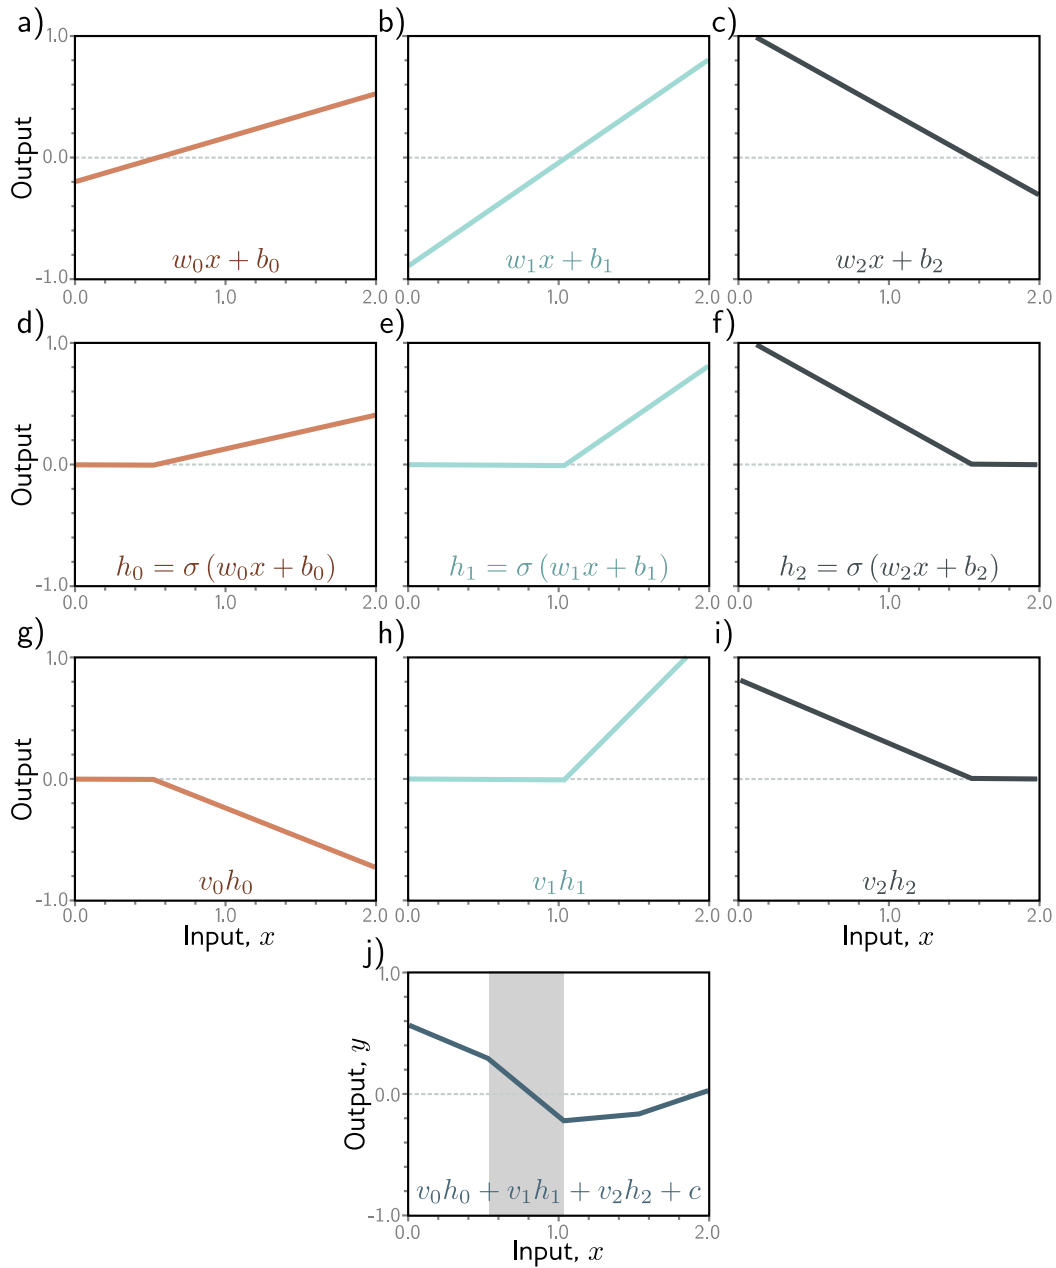 a) b) c)
1.0
Output
0.0
-1.0
w₀x + b₀ w₁x + b₁ w₂x + b₂
0.0 1.0 2.0 0.0 1.0 2.0 0.0 1.0 2.0
d) e) f)
1.0
Output
0.0
-1.0
h₀ = σ (w₀x + b₀) h₁ = σ (w₁x + b₁) h₂ = σ (w₂x + b₂)
0.0 1.0 2.0 0.0 1.0 2.0 0.0 1.0 2.0
g) h) i)
1.0
Output
0.0
-1.0
v₀h₀ v₁h₁ v₂h₂
0.0 1.0 2.0 0.0 1.0 2.0 0.0 1.0 2.0
Input, x Input, x
j)
1.0
Output, y
0.0
-1.0
v₀h₀ + v₁h₁ + v₂h₂ + c
0.0 1.0 2.0
Input, x